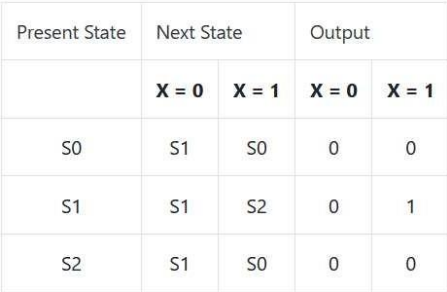 Present State Next State Output
X = 0 X = 1 X = 0 X = 1
S0 S1 S0 0 0
S1 S1 S2 0 1
S2 S1 S0 0 0